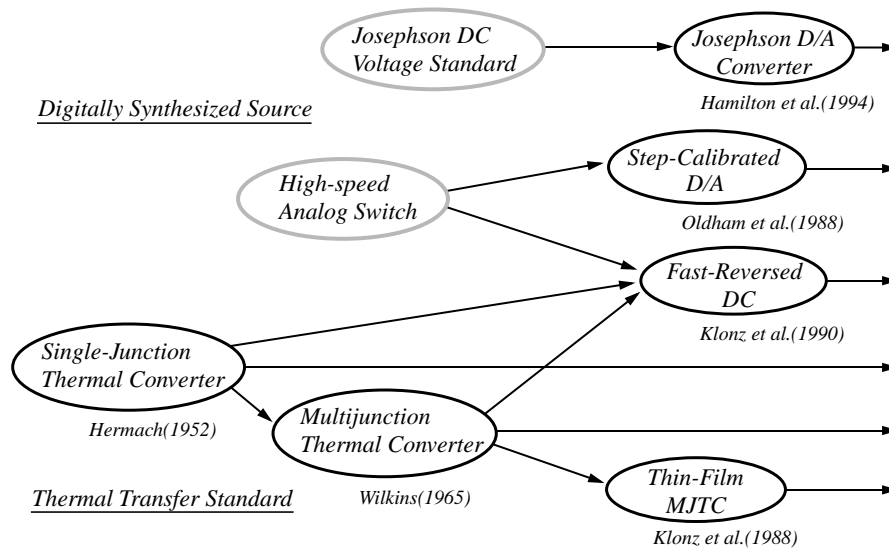 Josephson DC
Voltage Standard
Josephson D/A
Converter
Hamilton et al.(1994)
Digitally Synthesized Source
High-speed
Analog Switch
Step-Calibrated
D/A
Oldham et al.(1988)
Fast-Reversed
DC
Klonz et al.(1990)
Single-Junction
Thermal Converter
Hermach(1952)
Multijunction
Thermal Converter
Wilkins(1965)
Thermal Transfer Standard
Thin-Film
MJTC
Klonz et al.(1988)